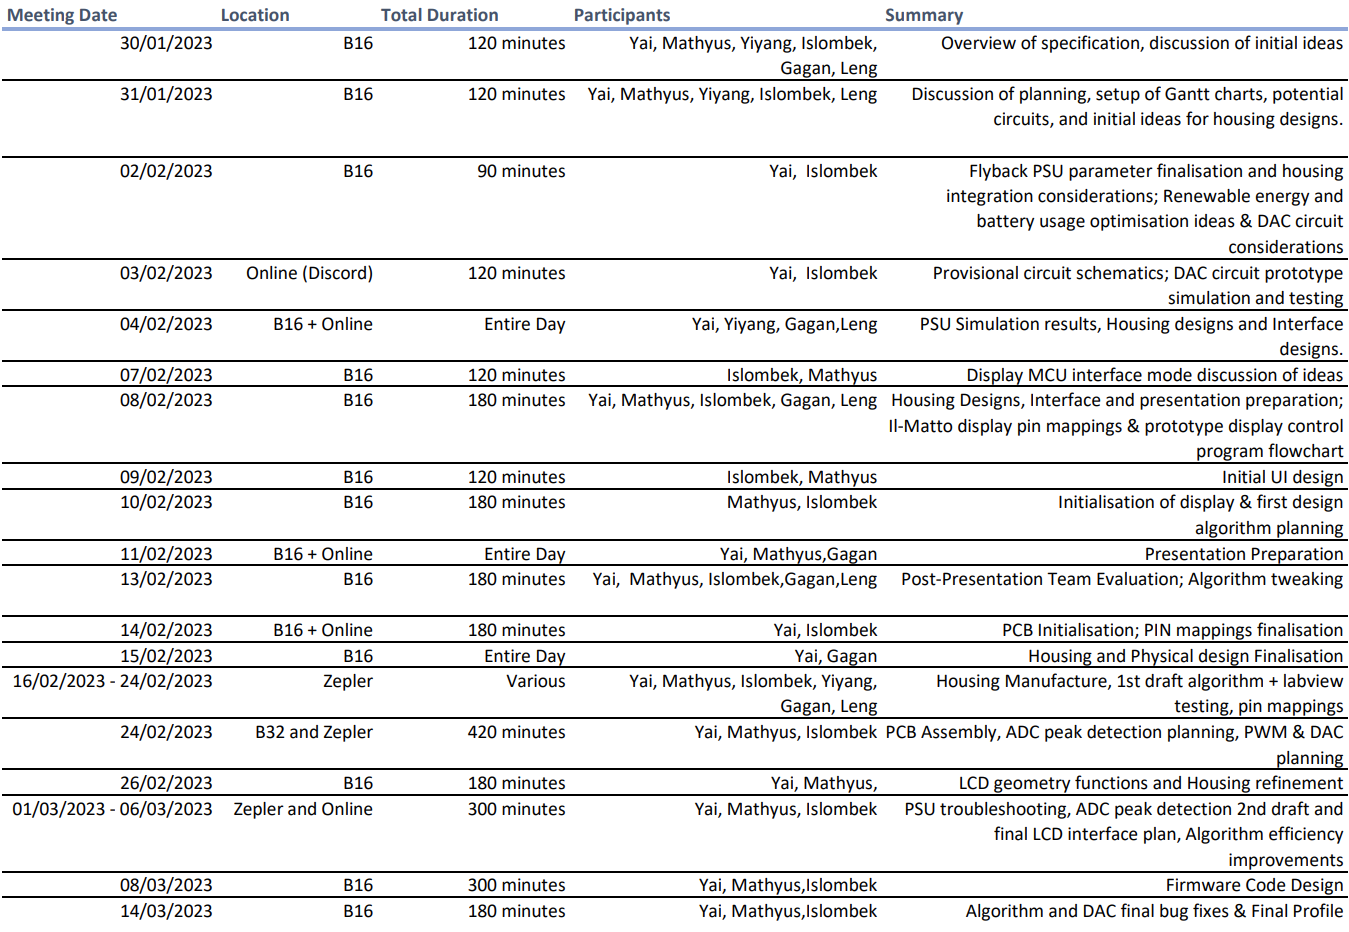 Meeting Date Location Total Duration Participants Summary
30/01/2023 B16 120 minutes Yai, Mathyus, Yiyang, Islombek, Overview of specification, discussion of initial ideas
Gagan, Leng
31/01/2023 B16 120 minutes Yai, Mathyus, Yiyang, Islombek, Leng Discussion of planning, setup of Gantt charts, potential
circuits, and initial ideas for housing designs.
02/02/2023 B16 90 minutes Yai, Islombek Flyback PSU parameter finalisation and housing
integration considerations; Renewable energy and
battery usage optimisation ideas & DAC circuit
considerations
03/02/2023 Online (Discord) 120 minutes Yai, Islombek Provisional circuit schematics; DAC circuit prototype
simulation and testing
04/02/2023 B16 + Online Entire Day Yai, Yiyang, Gagan,Leng PSU Simulation results, Housing designs and Interface
designs.
07/02/2023 B16 120 minutes Islombek, Mathyus Display MCU interface mode discussion of ideas
08/02/2023 B16 180 minutes Yai, Mathyus, Islombek, Gagan, Leng Housing Designs, Interface and presentation preparation;
Il-Matto display pin mappings & prototype display control
program flowchart
09/02/2023 B16 120 minutes Islombek, Mathyus Initial UI design
10/02/2023 B16 180 minutes Mathyus, Islombek Initialisation of display & first design
algorithm planning
11/02/2023 B16 + Online Entire Day Yai, Mathyus,Gagan Presentation Preparation
13/02/2023 B16 180 minutes Yai, Mathyus, Islombek,Gagan,Leng Post-Presentation Team Evaluation; Algorithm tweaking
14/02/2023 B16 + Online 180 minutes Yai, Islombek PCB Initialisation; PIN mappings finalisation
15/02/2023 B16 Entire Day Yai, Gagan Housing and Physical design Finalisation
16/02/2023 - 24/02/2023 Zepler Various Yai, Mathyus, Islombek, Yiyang, Housing Manufacture, 1st draft algorithm + labview
Gagan, Leng testing, pin mappings
24/02/2023 B32 and Zepler 420 minutes Yai, Mathyus, Islombek PCB Assembly, ADC peak detection planning, PWM & DAC
planning
26/02/2023 B16 180 minutes Yai, Mathyus, LCD geometry functions and Housing refinement
01/03/2023 - 06/03/2023 Zepler and Online 300 minutes Yai, Mathyus, Islombek PSU troubleshooting, ADC peak detection 2nd draft and
final LCD interface plan, Algorithm efficiency
improvements
08/03/2023 B16 300 minutes Yai, Mathyus,Islombek Firmware Code Design
14/03/2023 B16 180 minutes Yai, Mathyus,Islombek Algorithm and DAC final bug fixes & Final Profile